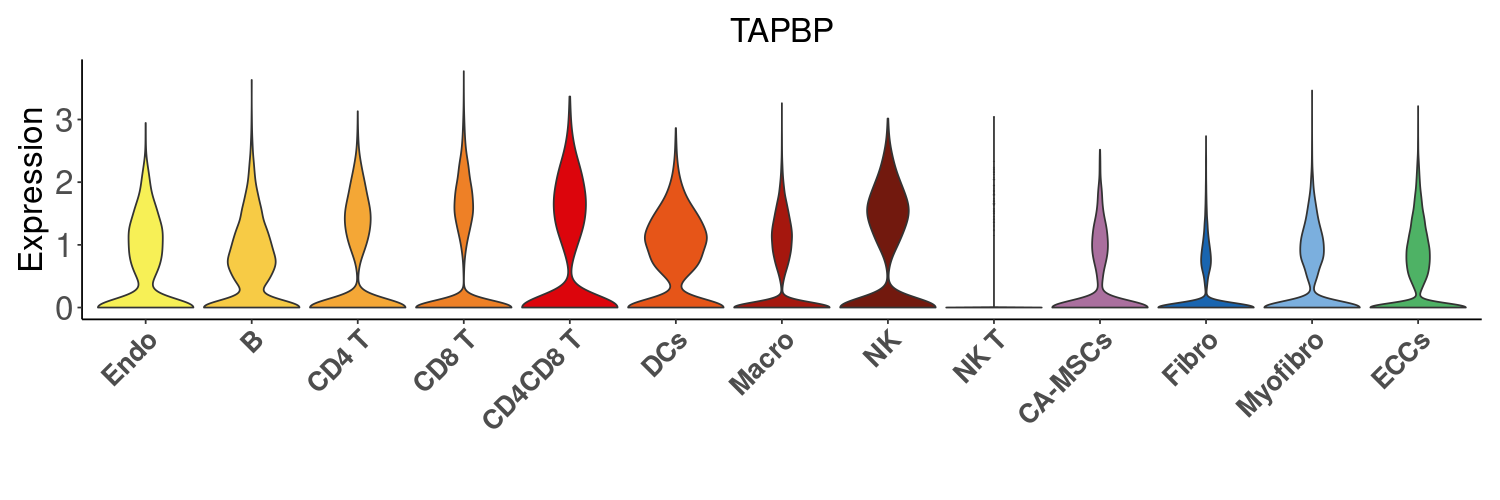 TAPBP
Expression
3
2
1
0
Endo
B
CD4 T
CD8 T
CD4CD8 T
DCs
Macro
NK
NK T
CA-MSCs
Fibro
Myofibro
ECCs